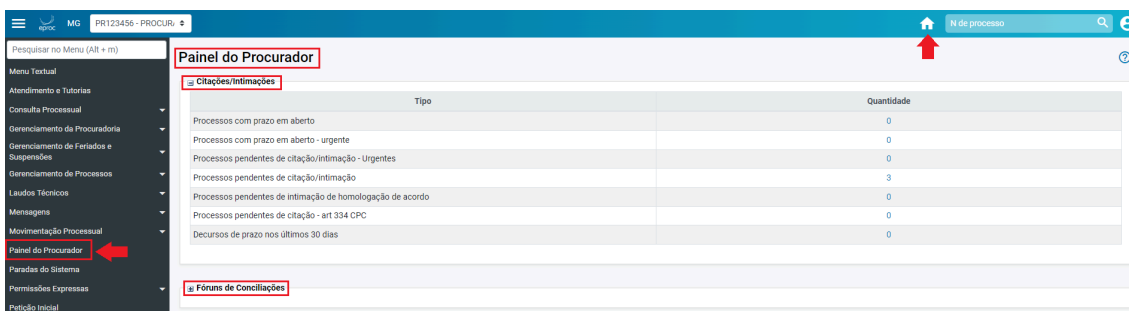 eproc MG PR123456 - PROCUR N de processo
Pesquisar no Menu (Alt + m)
Menu Textual
Atendimento e Tutorias
Consulta Processual
Gerenciamento da Procuradoria
Gerenciamento de Feriados e
Suspensões
Gerenciamento de Processos
Laudos Técnicos
Mensagens
Movimentação Processual
Painel do Procurador
Paradas do Sistema
Permissões Expressas
Petição Inicial
Painel do Procurador
Citações/Intimações
Tipo Quantidade
Processos com prazo em aberto 0
Processos com prazo em aberto - urgente 0
Processos pendentes de citação/intimação - Urgentes 0
Processos pendentes de citação/intimação 3
Processos pendentes de intimação de homologação de acordo 0
Processos pendentes de citação - art 334 CPC 0
Decursos de prazo nos últimos 30 dias 0
Fóruns de Conciliações